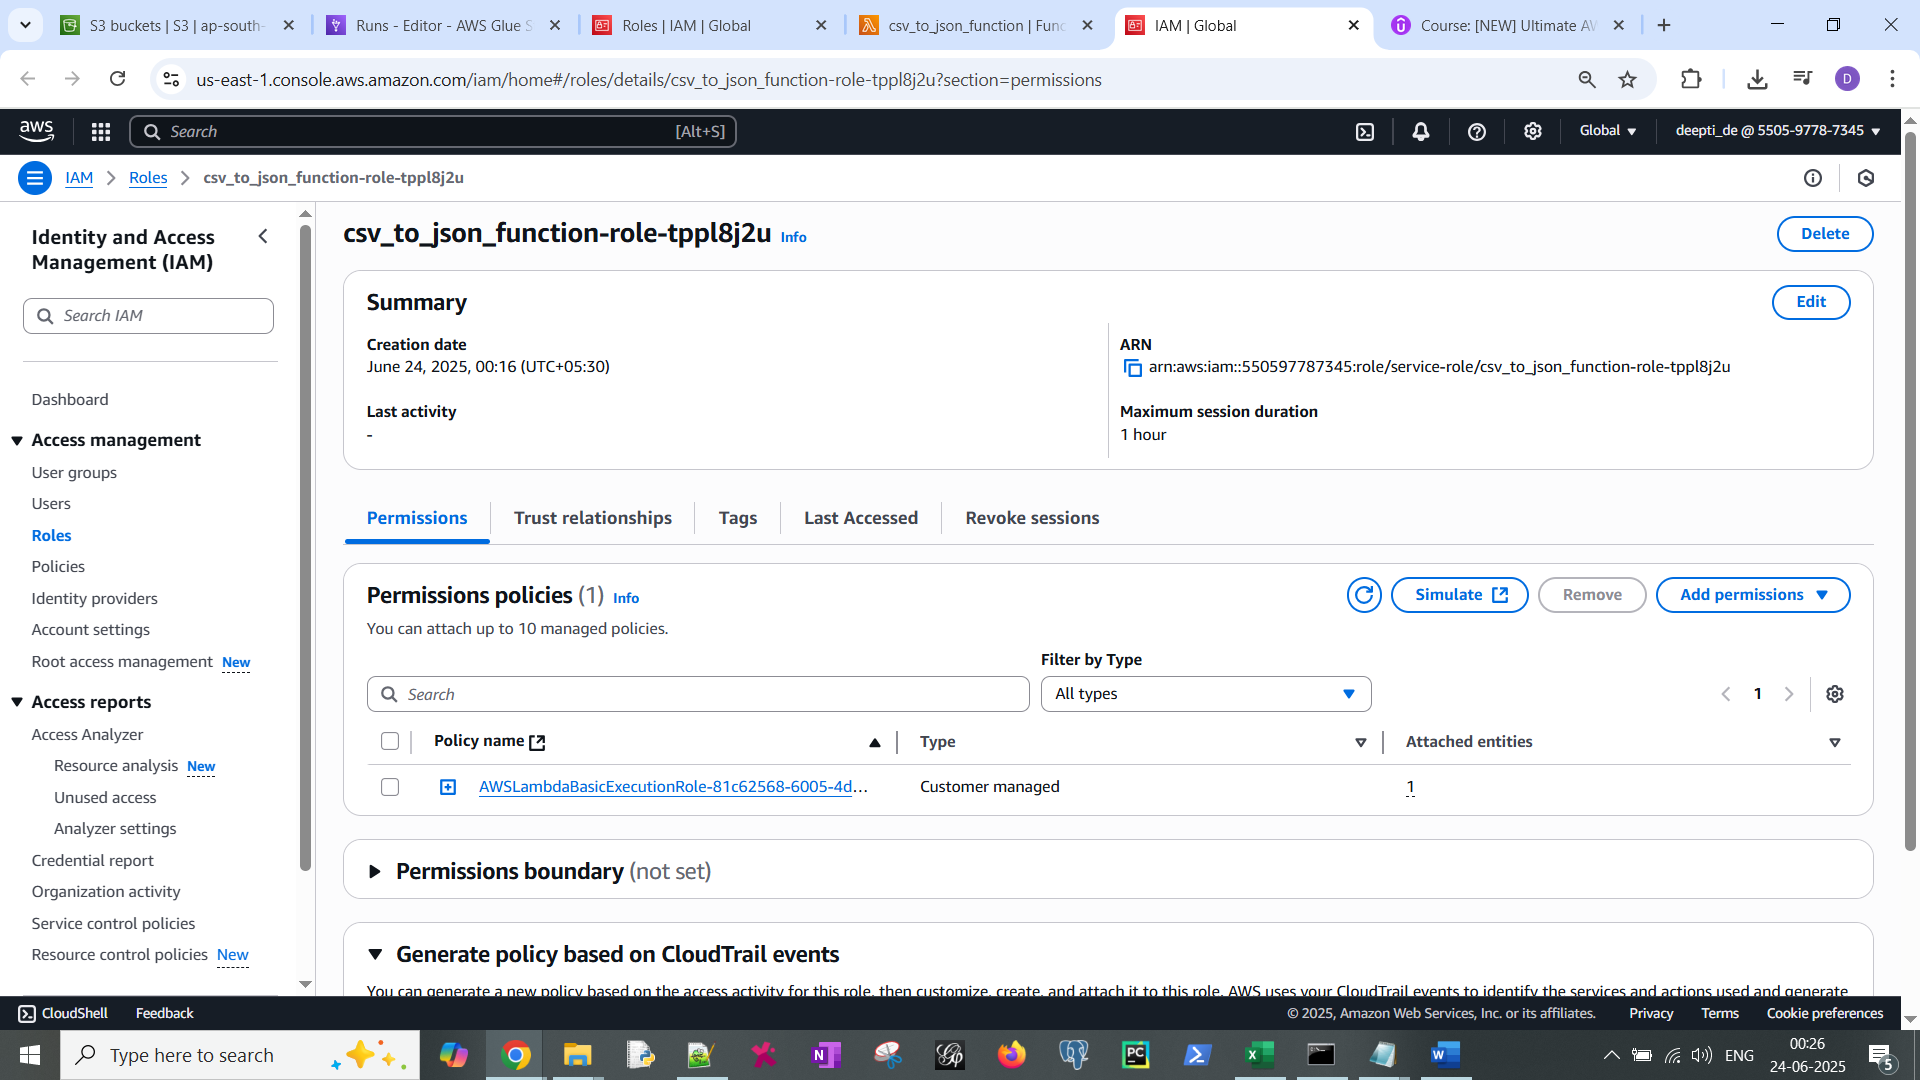 S3 buckets | S3 | ap-south-
Runs - Editor - AWS Glue S
Roles | IAM | Global
csv_to_json_function | Func
IAM | Global
Course: [NEW] Ultimate AW
us-east-1.console.aws.amazon.com/iam/home#/roles/details/csv_to_json_function-role-tppl8j2u?section=permissions
D
aws
Search
[Alt+S]
Global
deepti_de @ 5505-9778-7345
IAM
Roles
csv_to_json_function-role-tppl8j2u
Identity and Access
Management (IAM)
Search IAM
Dashboard
Access management
User groups
Users
Roles
Policies
Identity providers
Account settings
Root access management New
Access reports
Access Analyzer
Resource analysis New
Unused access
Analyzer settings
Credential report
Organization activity
Service control policies
Resource control policies New
csv_to_json_function-role-tppl8j2u Info
Delete
Summary
Edit
Creation date
June 24, 2025, 00:16 (UTC+05:30)
ARN
arn:aws:iam::550597787345:role/service-role/csv_to_json_function-role-tppl8j2u
Last activity
-
Maximum session duration
1 hour
Permissions
Trust relationships
Tags
Last Accessed
Revoke sessions
Permissions policies (1) Info
Simulate
Remove
Add permissions
You can attach up to 10 managed policies.
Filter by Type
Search
All types
1
Policy name
Type
Attached entities
AWSLambdaBasicExecutionRole-81c62568-6005-4d...
Customer managed
1
Permissions boundary (not set)
Generate policy based on CloudTrail events
You can generate a new policy based on the access activity for this role, then customize, create, and attach it to this role. AWS uses your CloudTrail events to identify the services and actions used and generate
CloudShell
Feedback
© 2025, Amazon Web Services, Inc. or its affiliates.
Privacy
Terms
Cookie preferences
Type here to search
ENG
00:26
24-06-2025
5